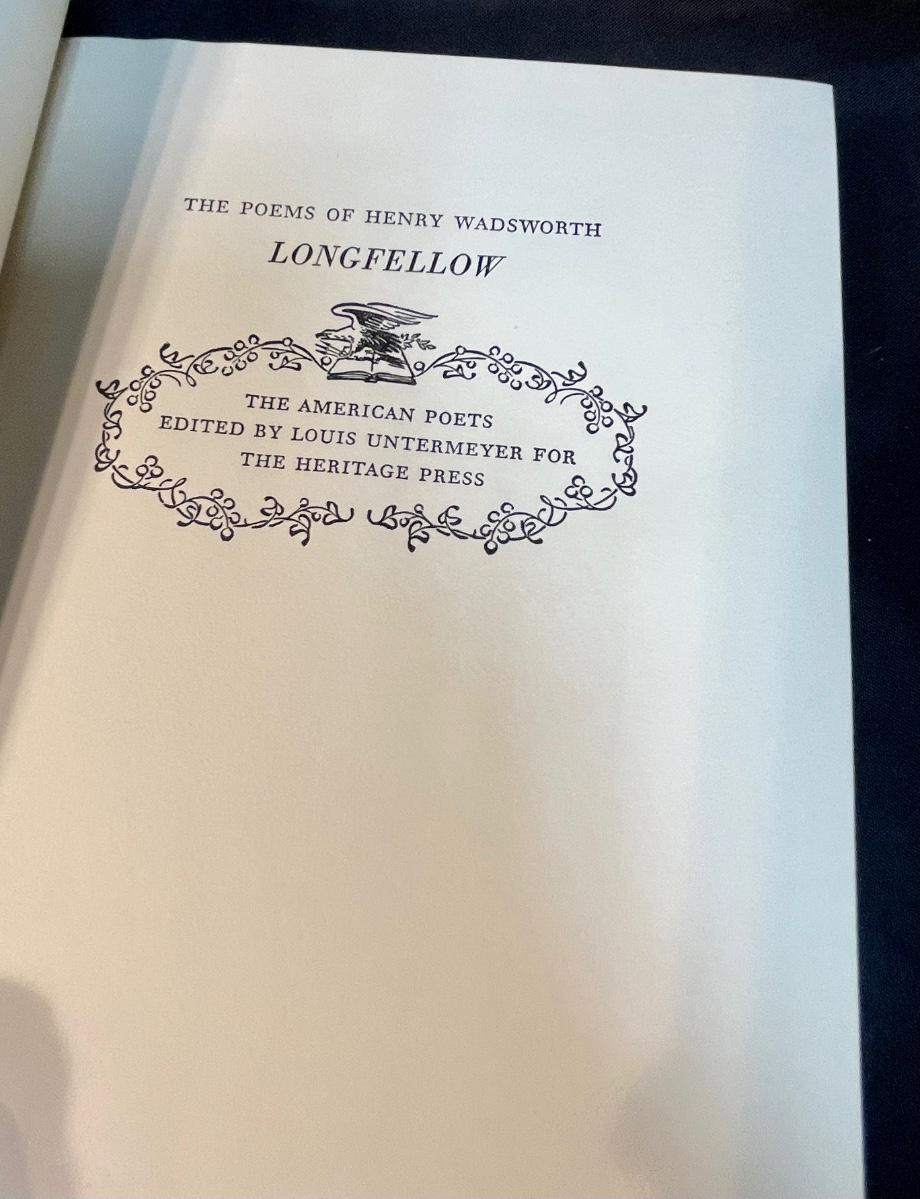 THE POEMS OF HENRY WADSWORTH
LONGFELLOW
THE AMERICAN POETS
EDITED BY LOUIS UNTERMEYER FOR
THE HERITAGE PRESS